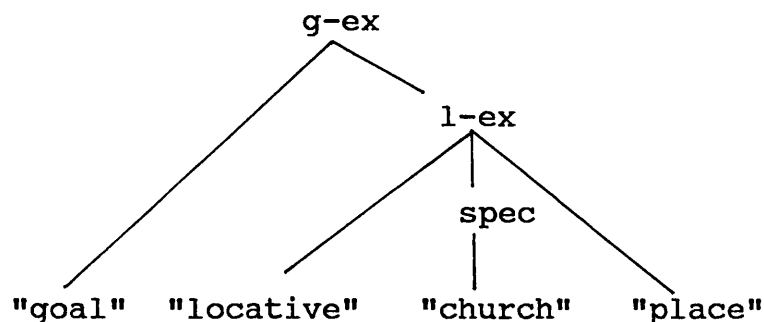 g-ex
l-ex
spec
"goal" "locative" "church" "place"